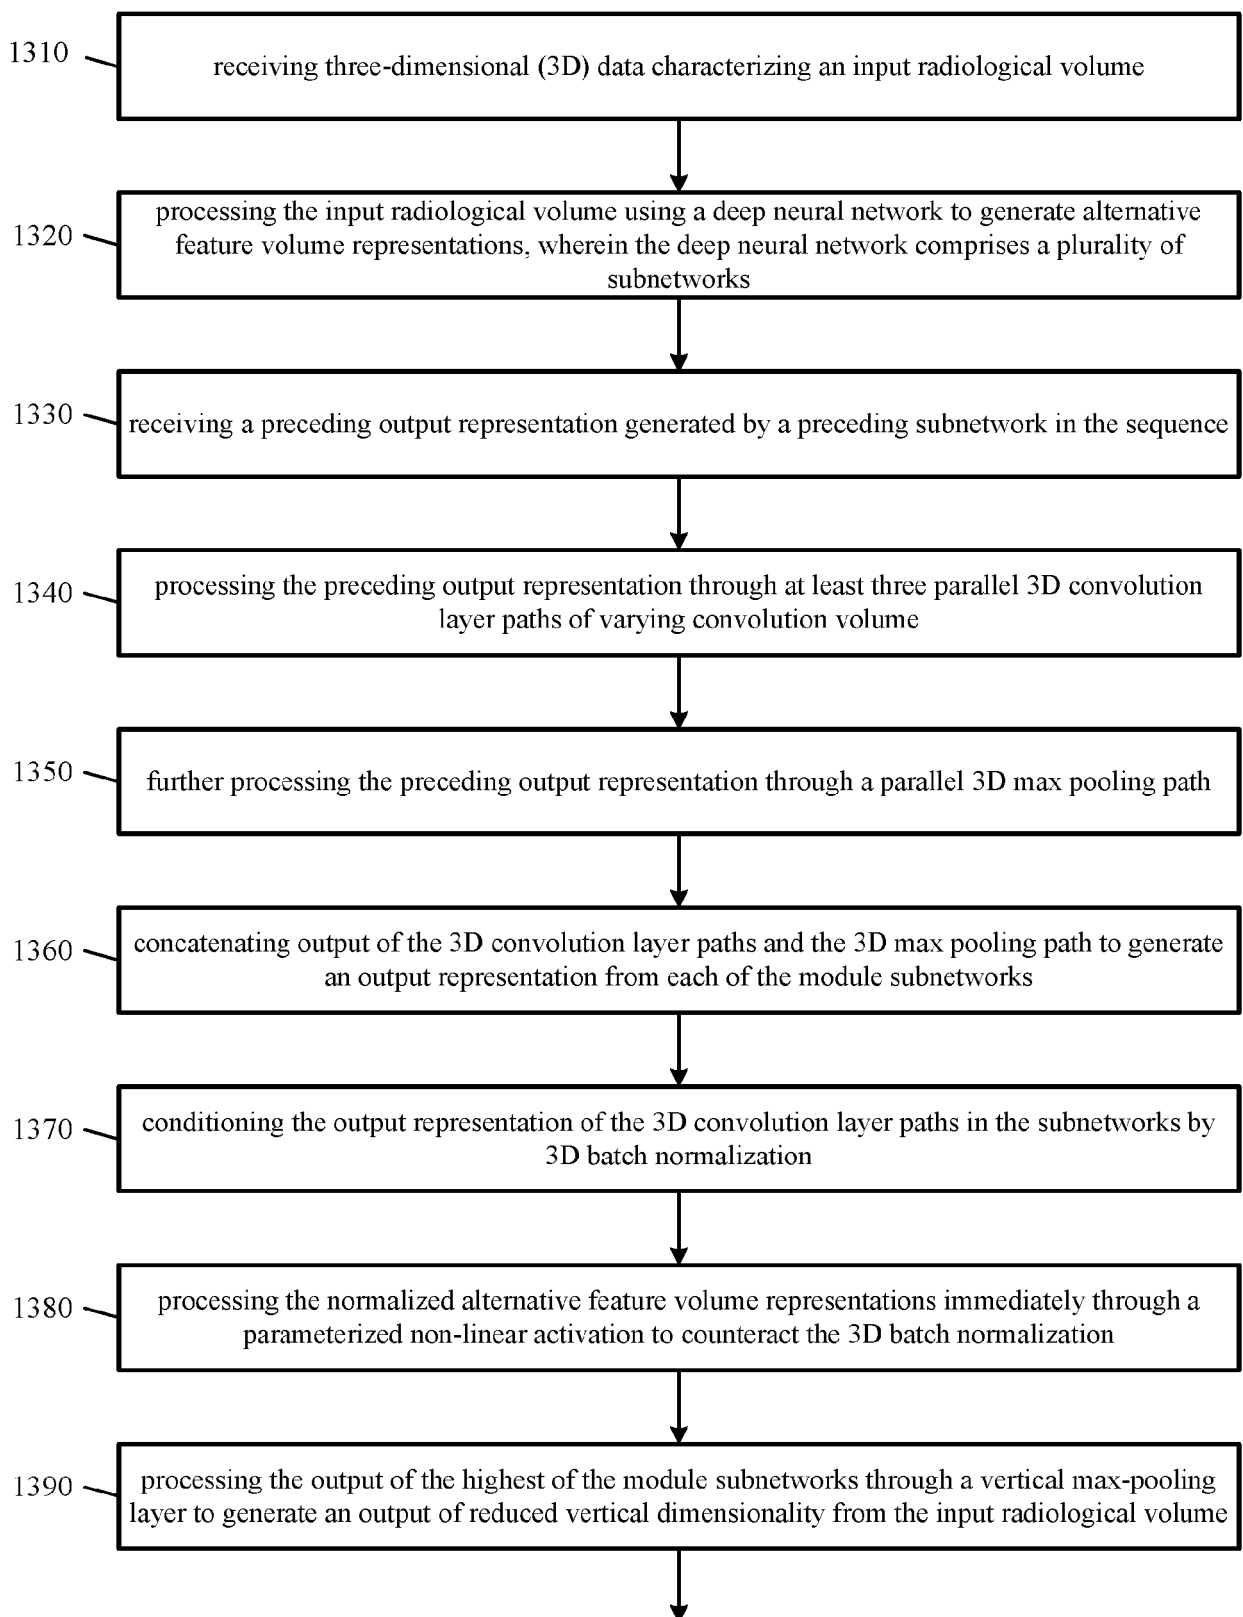 1310
receiving three-dimensional (3D) data characterizing an input radiological volume
1320
processing the input radiological volume using a deep neural network to generate alternative
feature volume representations, wherein the deep neural network comprises a plurality of
subnetworks
1330
receiving a preceding output representation generated by a preceding subnetwork in the sequence
1340
processing the preceding output representation through at least three parallel 3D convolution
layer paths of varying convolution volume
1350
further processing the preceding output representation through a parallel 3D max pooling path
1360
concatenating output of the 3D convolution layer paths and the 3D max pooling path to generate
an output representation from each of the module subnetworks
1370
conditioning the output representation of the 3D convolution layer paths in the subnetworks by
3D batch normalization
1380
processing the normalized alternative feature volume representations immediately through a
parameterized non-linear activation to counteract the 3D batch normalization
1390
processing the output of the highest of the module subnetworks through a vertical max-pooling
layer to generate an output of reduced vertical dimensionality from the input radiological volume